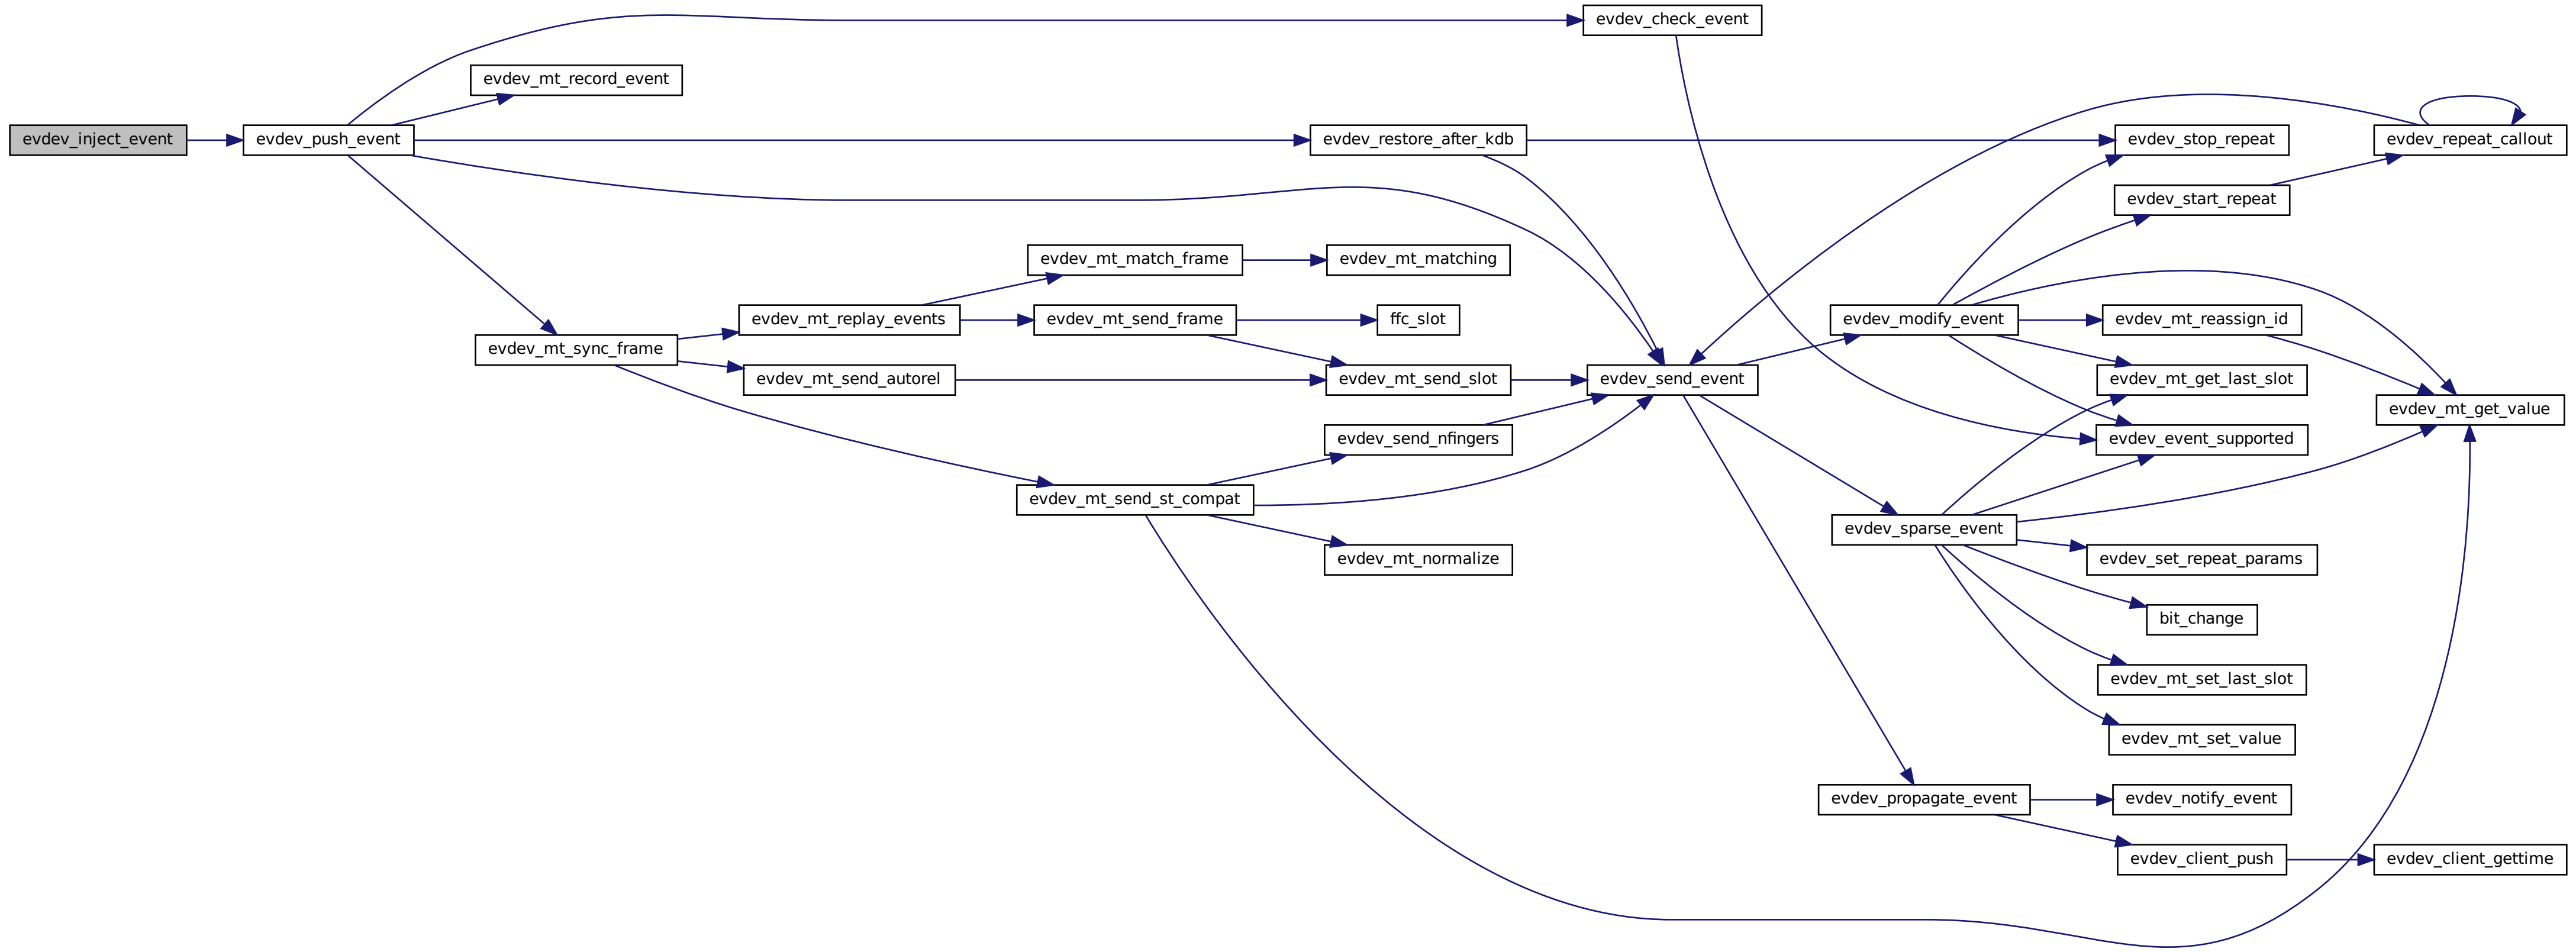 evdev_check_event
evdev_mt_record_event
evdev_inject_event
evdev_push_event
evdev_restore_after_kdb
evdev_stop_repeat
evdev_repeat_callout
evdev_start_repeat
evdev_mt_match_frame
evdev_mt_matching
evdev_mt_replay_events
evdev_mt_send_frame
ffc_slot
evdev_modify_event
evdev_mt_reassign_id
evdev_mt_sync_frame
evdev_mt_send_autorel
evdev_mt_send_slot
evdev_send_event
evdev_mt_get_last_slot
evdev_mt_get_value
evdev_send_nfingers
evdev_event_supported
evdev_mt_send_st_compat
evdev_sparse_event
evdev_mt_normalize
evdev_set_repeat_params
bit_change
evdev_mt_set_last_slot
evdev_mt_set_value
evdev_propagate_event
evdev_notify_event
evdev_client_push
evdev_client_gettime